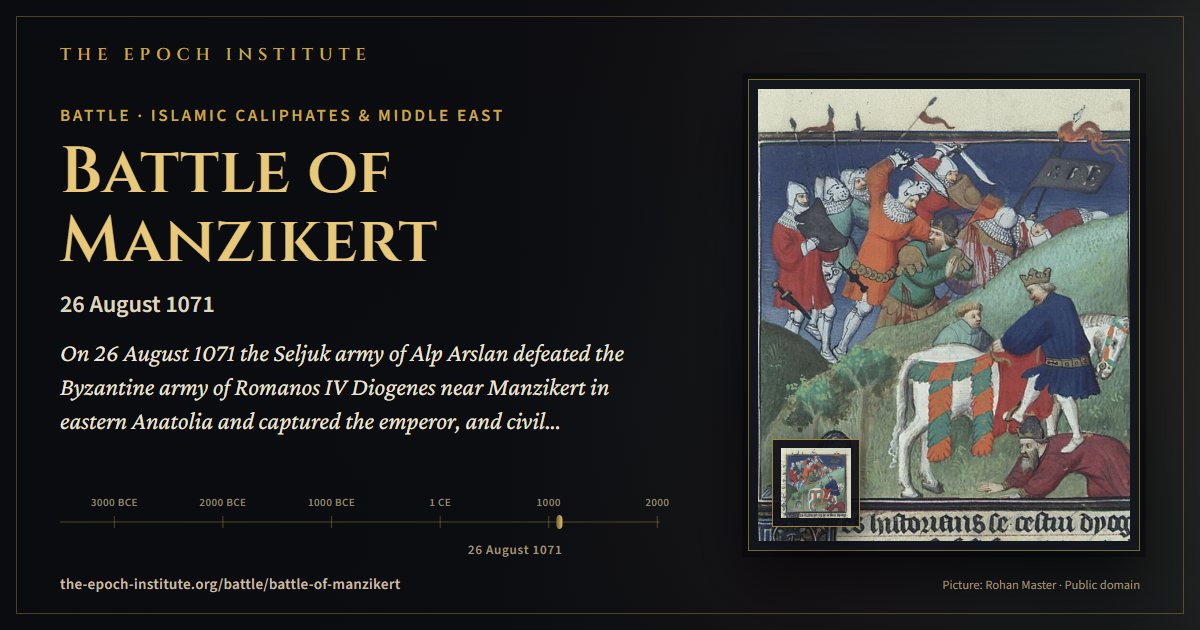 THE EPOCH INSTITUTE
BATTLE · ISLAMIC CALIPHATES & MIDDLE EAST
BATTLE OF
MANZIKERT
26 August 1071
On 26 August 1071 the Seljuk army of Alp Arslan defeated the
Byzantine army of Romanos IV Diogenes near Manzikert in
eastern Anatolia and captured the emperor, and civil...
3000 BCE 2000 BCE 1000 BCE 1 CE 1000 2000
26 August 1071
the-epoch-institute.org/battle/battle-of-manzikert
historians se
Picture: Rohan Master · Public domain